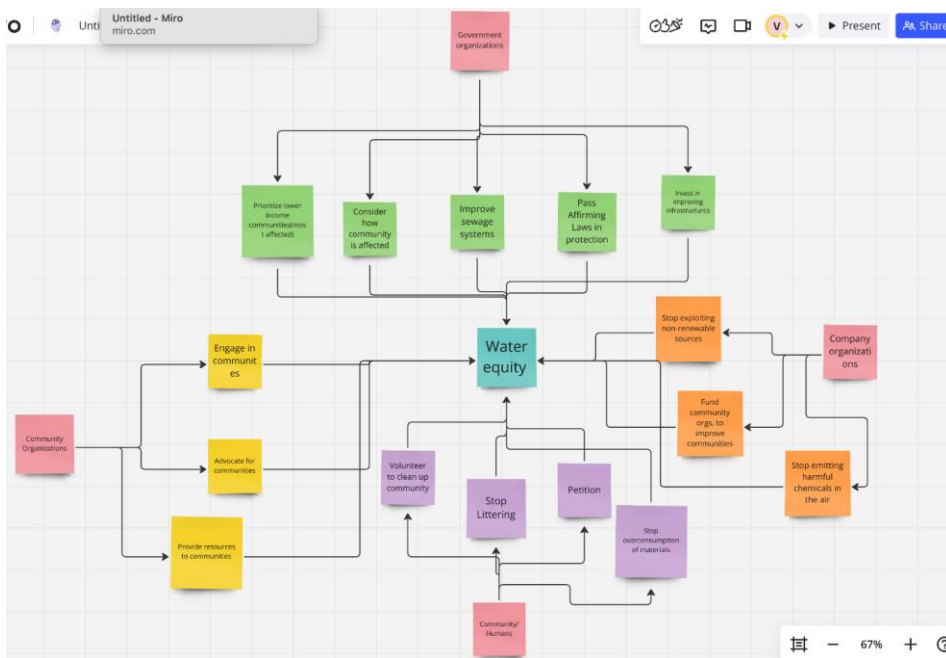 Untitled - Miro
miro.com
Present
Share
Government
organizations
Prioritize lower
income
communities(mos
t affected)
Consider
how
community
is affected
Improve
sewage
systems
Pass
Affirming
Laws in
protection
Invest in
improving
infrastructures
Water
equity
Engage in
communiti
es
Community
Organizations
Advocate for
communities
Provide resources
to communities
Stop exploiting
non-renewable
sources
Company
organizati
ons
Fund
community
orgs. to
improve
communities
Stop emitting
harmful
chemicals in
the air
Volunteer
to clean up
community
Stop
Littering
Petition
Stop
overconsumption
of materials
Community/
Humans
V
67%